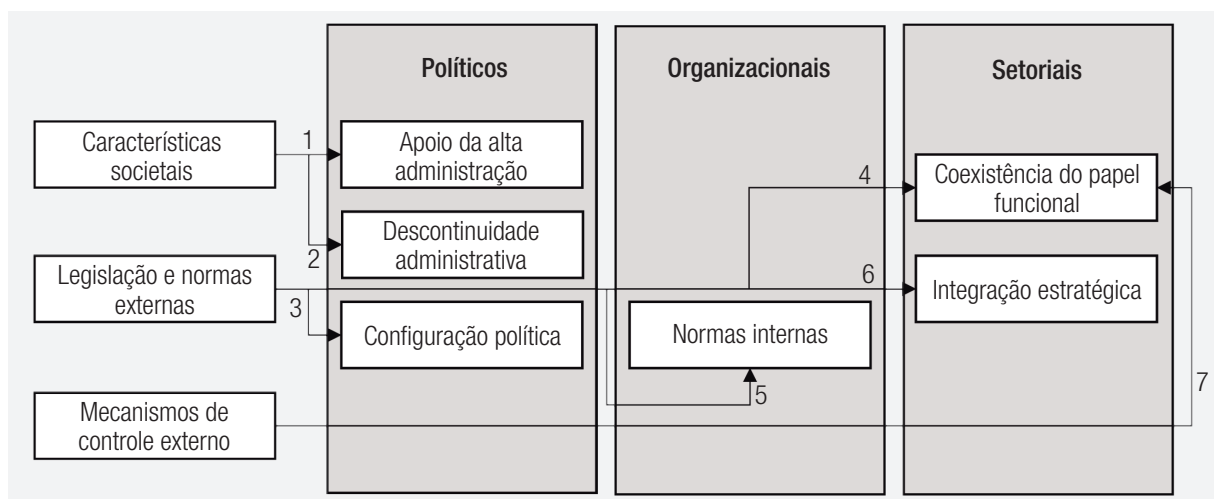 Políticos
Organizacionais
Setoriais
Características
societais
1
Apoio da alta
administração
4
Coexistência do papel
funcional
2
Descontinuidade
administrativa
Legislação e normas
externas
3
6
Integração estratégica
Configuração política
Normas internas
5
7
Mecanismos de
controle externo